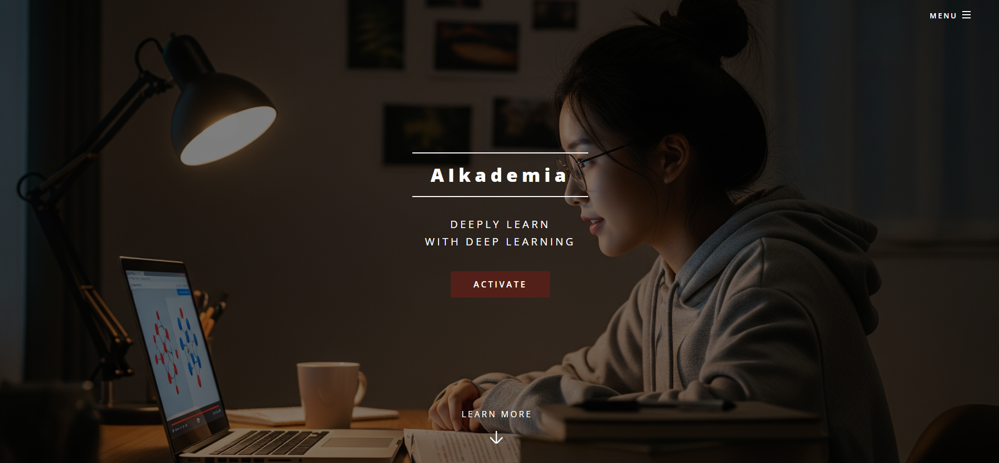 MENU
AIkademia
DEEPLY LEARN
WITH DEEP LEARNING
ACTIVATE
LEARN MORE